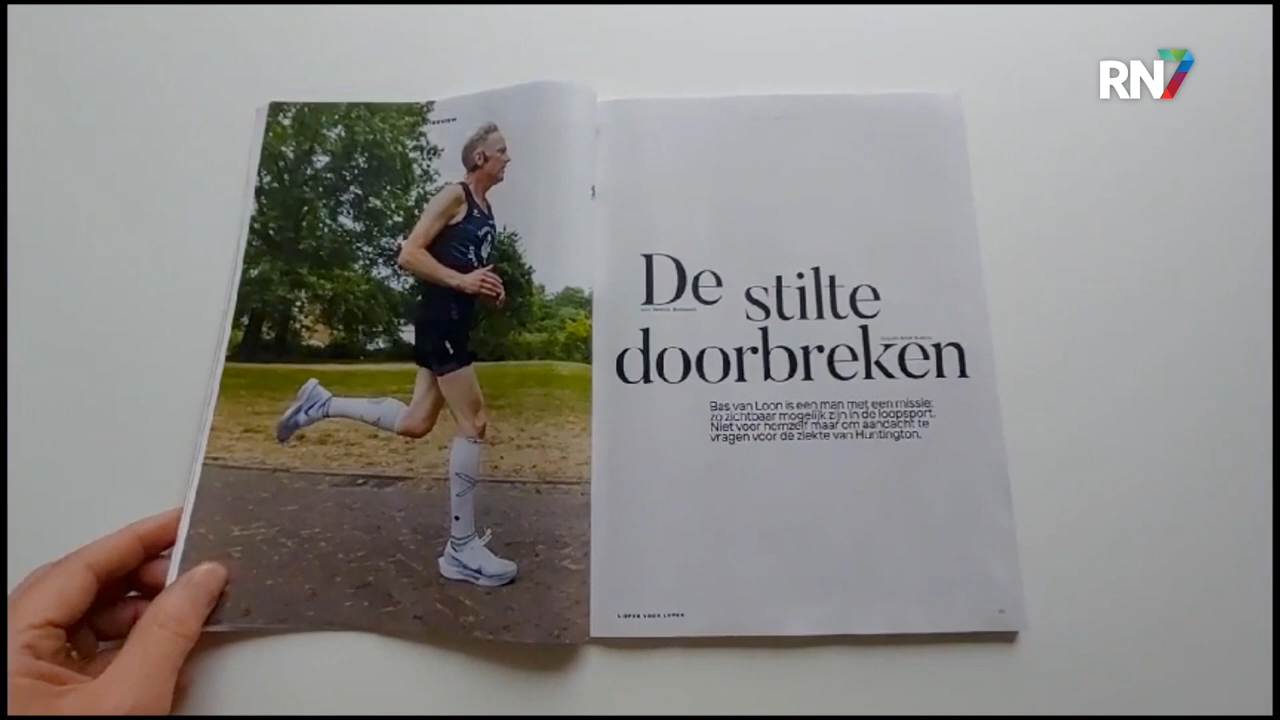 RN7
De stilte
doorbreken
Bas van Loon is een man met een missie:
zo zichtbaar mogelijk zijn in de loopsport.
Niet voor hemzelf maar om aandacht te
vragen voor de ziekte van Huntington.